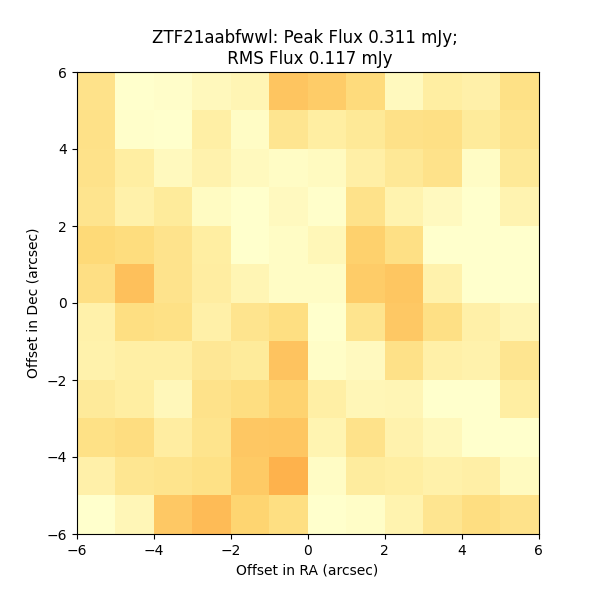 ZTF21aabfwwl: Peak Flux 0.311 mJy;
RMS Flux 0.117 mJy
6
4
2
0
−2
−4
−6
Offset in Dec (arcsec)
−6 −4 −2 0 2 4 6
Offset in RA (arcsec)